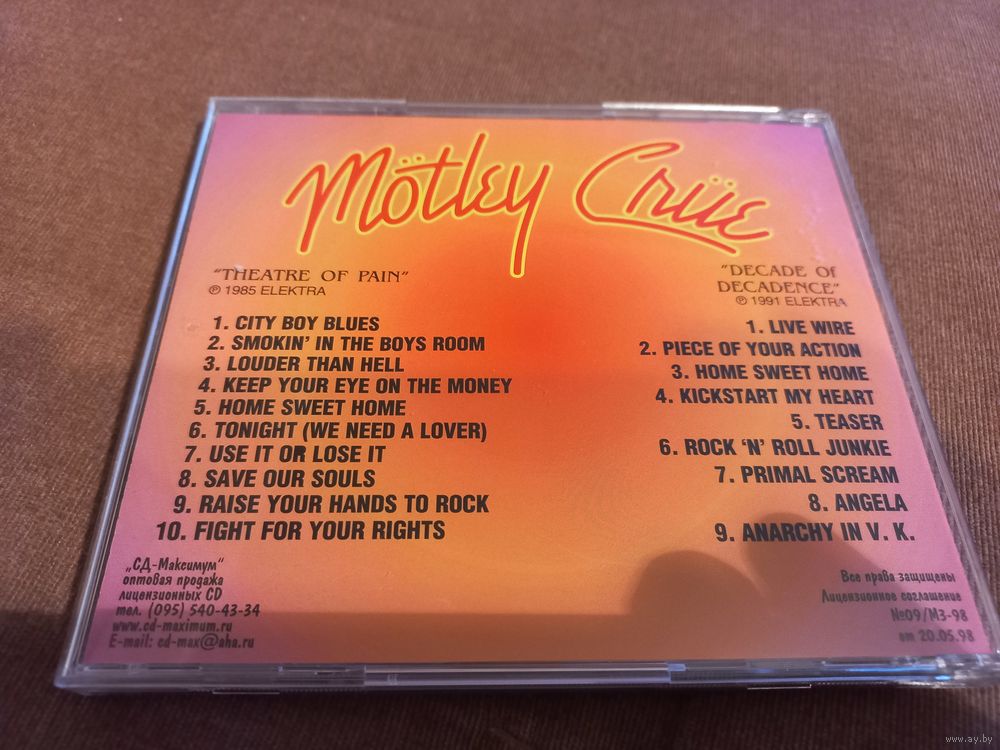 Mötley Crüe
"THEATRE OF PAIN"
℗ 1985 ELEKTRA
1. CITY BOY BLUES
2. SMOKIN' IN THE BOYS ROOM
3. LOUDER THAN HELL
4. KEEP YOUR EYE ON THE MONEY
5. HOME SWEET HOME
6. TONIGHT (WE NEED A LOVER)
7. USE IT OR LOSE IT
8. SAVE OUR SOULS
9. RAISE YOUR HANDS TO ROCK
10. FIGHT FOR YOUR RIGHTS
"DECADE OF
DECADENCE"
℗ 1991 ELEKTRA
1. LIVE WIRE
2. PIECE OF YOUR ACTION
3. HOME SWEET HOME
4. KICKSTART MY HEART
5. TEASER
6. ROCK 'N' ROLL JUNKIE
7. PRIMAL SCREAM
8. ANGELA
9. ANARCHY IN V. K.
„СД-Максимум"
оптовая продажа
лицензионных CD
тел. (095) 540-43-34
www.cd-maximum.ru
E-mail: cd-max@aha.ru
Все права защищены
Лицензионное соглашение
№09/МЗ-98
от 20.05.98
www.ay.by